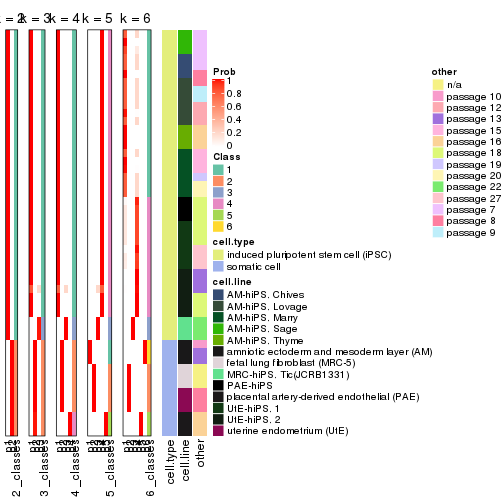 k = 2
k = 3
k = 4
k = 5
k = 6
Prob
1
0.8
0.6
0.4
0.2
0
Class
1
2
3
4
5
6
cell.type
induced pluripotent stem cell (iPSC)
somatic cell
cell.line
AM-hiPS. Chives
AM-hiPS. Lovage
AM-hiPS. Marry
AM-hiPS. Sage
AM-hiPS. Thyme
amniotic ectoderm and mesoderm layer (AM)
fetal lung fibroblast (MRC-5)
MRC-hiPS. Tic(JCRB1331)
PAE-hiPS
placental artery-derived endothelial (PAE)
UtE-hiPS. 1
UtE-hiPS. 2
uterine endometrium (UtE)
other
n/a
passage 10
passage 12
passage 13
passage 15
passage 16
passage 18
passage 19
passage 20
passage 22
passage 27
passage 7
passage 8
passage 9
2_classes
3_classes
4_classes
5_classes
6_classes
cell.type
cell.line
other